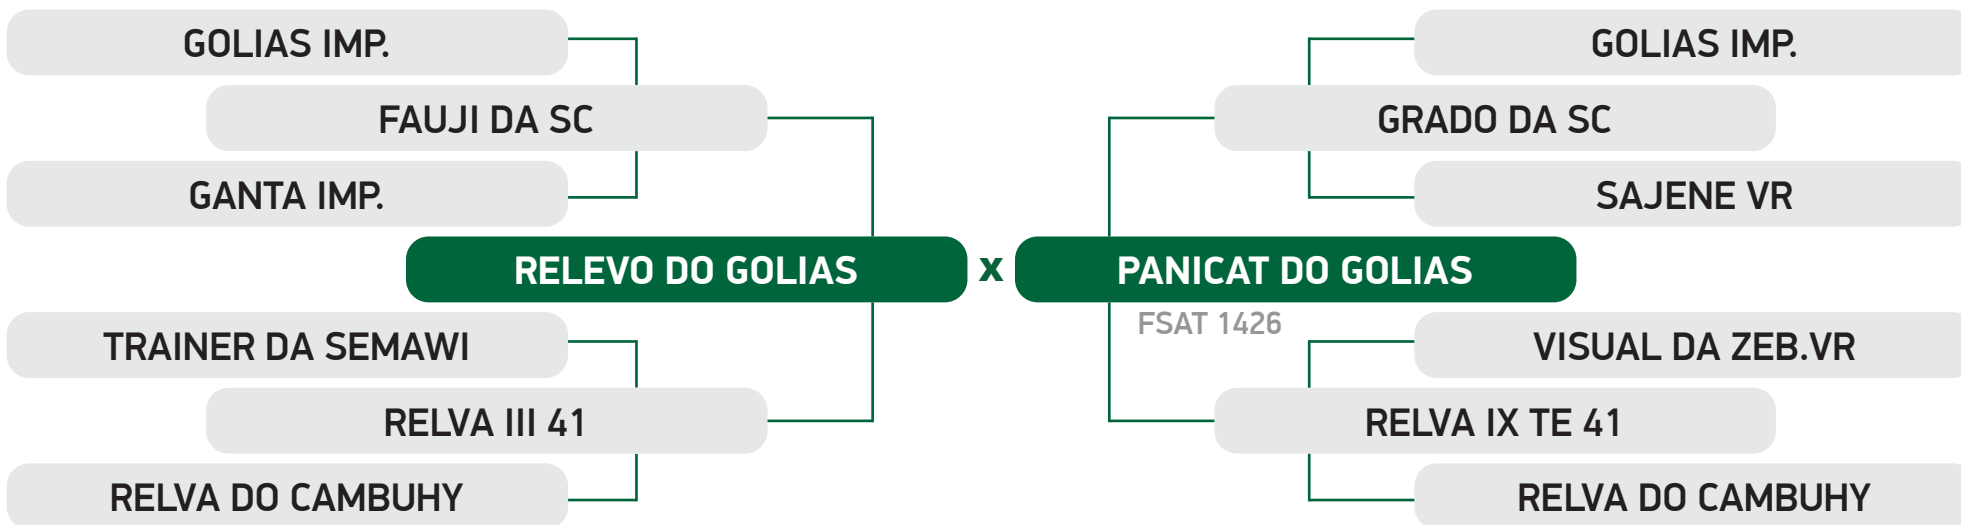 GOLIAS IMP.
GOLIAS IMP.
FAUJI DA SC
GRADO DA SC
GANTA IMP.
SAJENE VR
RELEVO DO GOLIAS x PANICAT DO GOLIAS
FSAT 1426
TRAINER DA SEMAWI
VISUAL DA ZEB.VR
RELVA III 41
RELVA IX TE 41
RELVA DO CAMBUHY
RELVA DO CAMBUHY